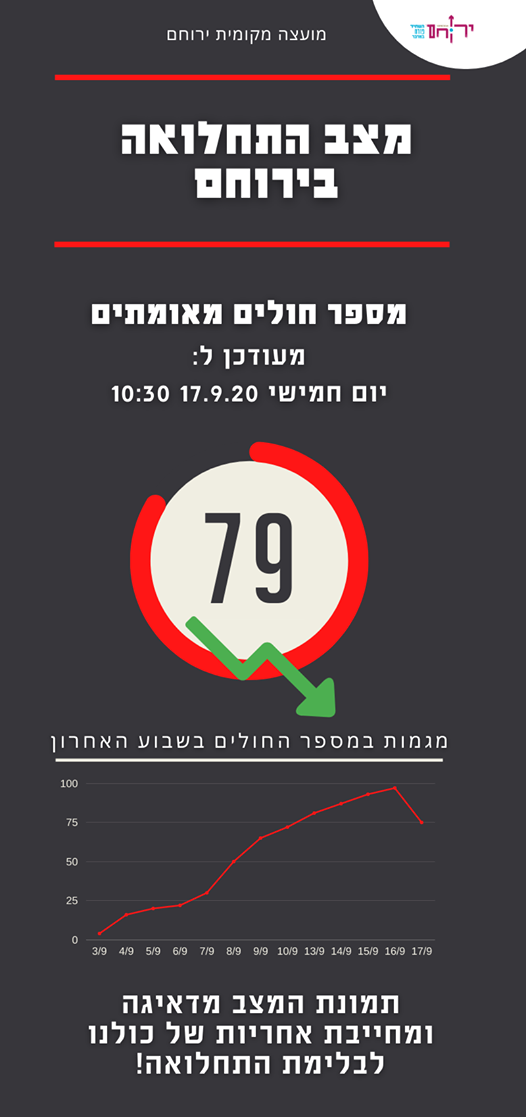 מועצה מקומית ירוחם
ירוחם
מצב התחלואה
בירוחם
מספר חולים מאומתים
מעודכן ל:
יום חמישי 17.9.20 10:30
79
מגמות במספר החולים בשבוע האחרון
100
75
50
25
0
3/9 4/9 5/9 6/9 7/9 8/9 9/9 10/9 13/9 14/9 15/9 16/9 17/9
תמונת המצב מדאיגה
ומחייבת אחריות של כולנו
לבלימת התחלואה!